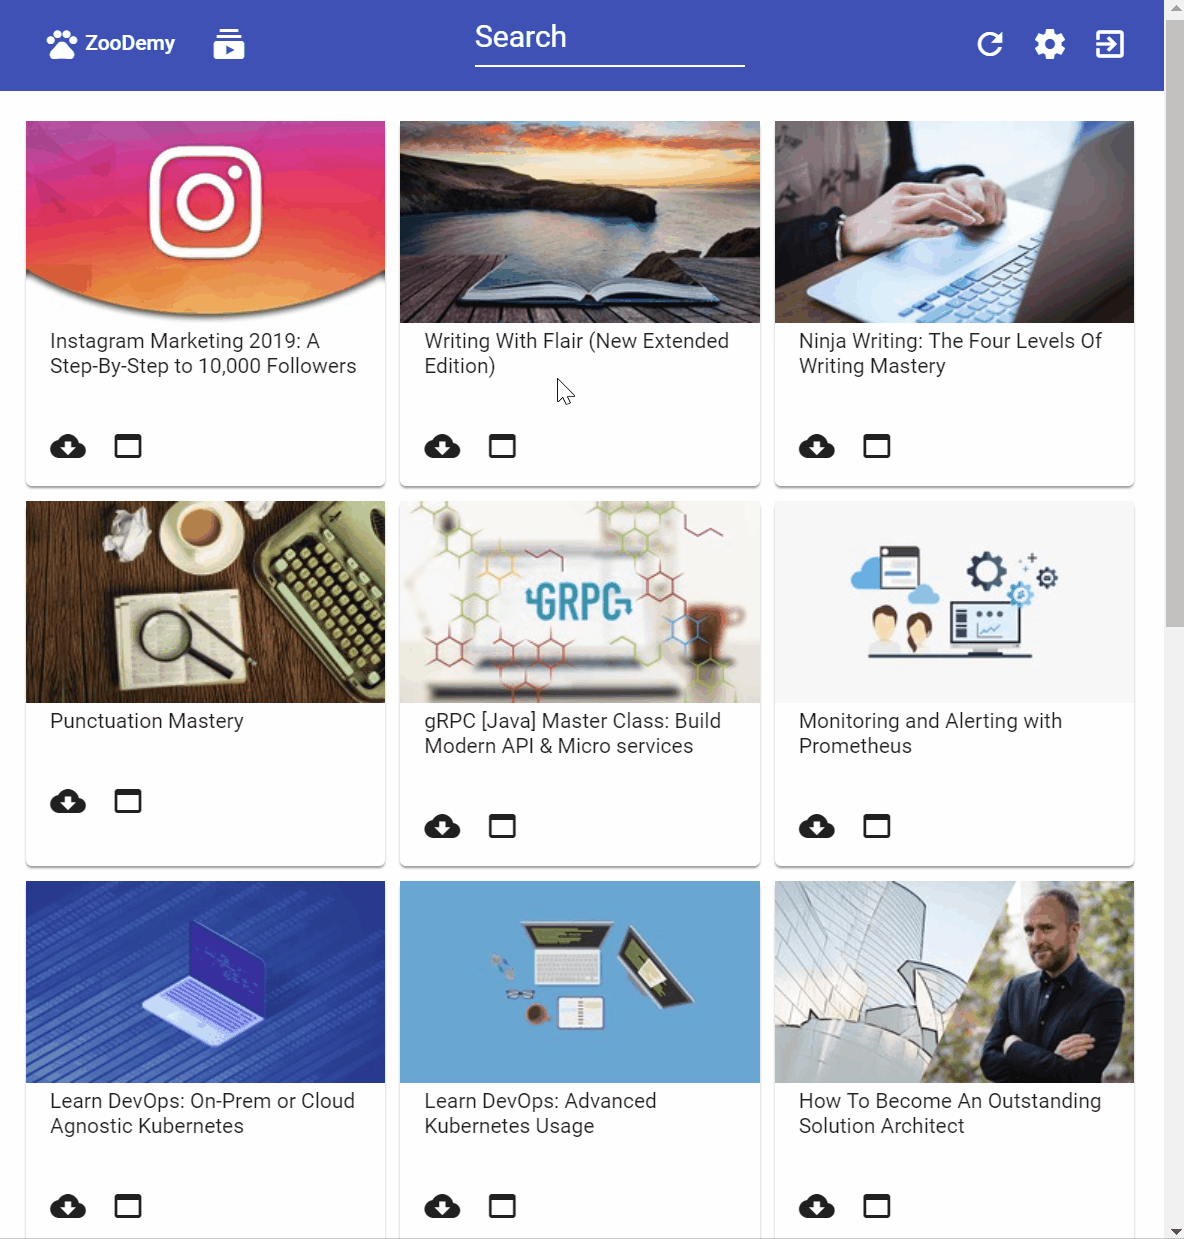 ZooDemy
Search
Instagram Marketing 2019: A
Step-By-Step to 10,000 Followers
Writing With Flair (New Extended
Edition)
Ninja Writing: The Four Levels Of
Writing Mastery
GRPC
Punctuation Mastery
gRPC [Java] Master Class: Build
Modern API & Micro services
Monitoring and Alerting with
Prometheus
Learn DevOps: On-Prem or Cloud
Agnostic Kubernetes
Learn DevOps: Advanced
Kubernetes Usage
How To Become An Outstanding
Solution Architect